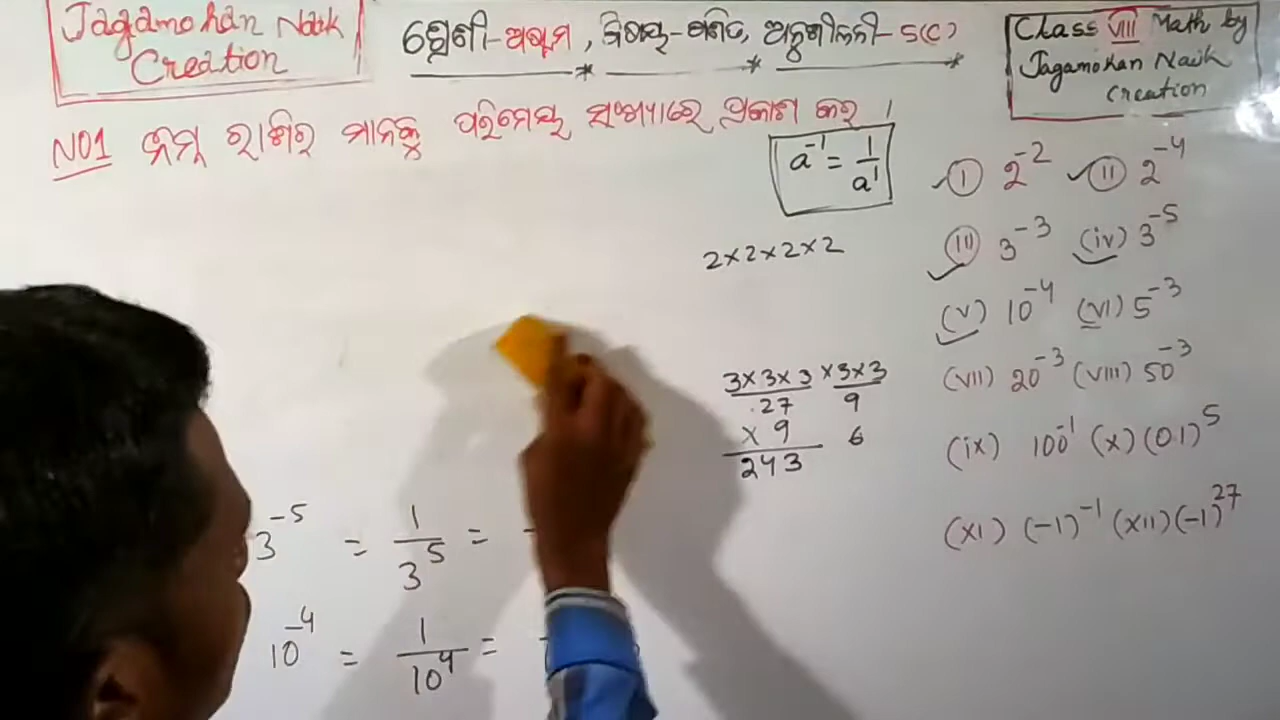 Jagamohan Naik
Creation
ଶ୍ରେଣୀ-ଅଷ୍ଟମ, ବିଷୟ-ଗଣିତ, ଅନୁଶୀଳନୀ-5(C)
Class VIII Math by
Jagamohan Naik
Creation
NO1 ନିମ୍ନ ରାଶିର ମାନକୁ ପରିମେୟ ସଂଖ୍ୟାରେ ପ୍ରକାଶ କର ।
a⁻¹ = 1/a¹
(I) 2⁻² (II) 2⁻⁴
2×2×2×2
(III) 3⁻³ (iv) 3⁻⁵
(v) 10⁻⁴ (VI) 5⁻³
3×3×3×3×3
27 9
(VII) 20⁻³ (VIII) 50⁻³
× 9 6
243
(ix) 100⁻¹ (x) (0.1)⁵
(XI) (-1)⁻¹ (XII) (-1)²⁷
3⁻⁵ = 1/3⁵ =
10⁻⁴ = 1/10⁴ =